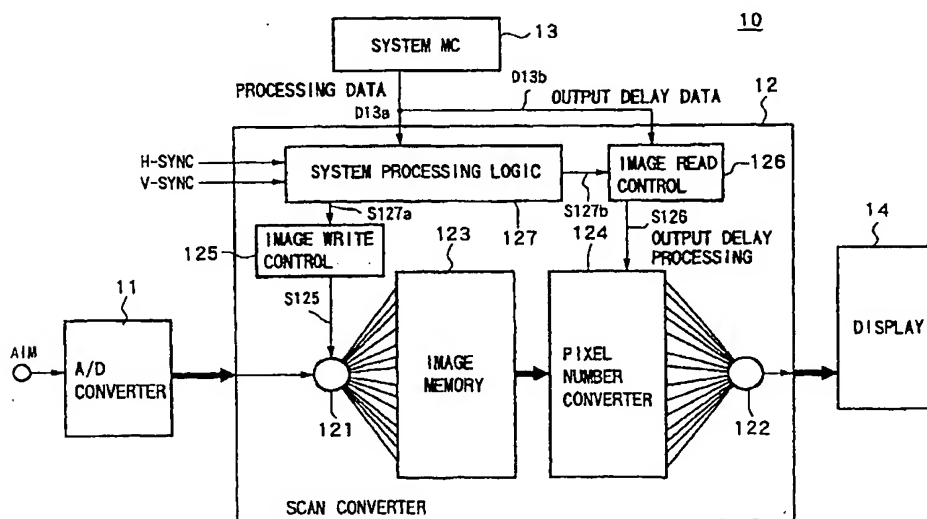 10
SYSTEM MC
13
PROCESSING DATA
D13a
D13b
OUTPUT DELAY DATA
12
H-SYNC
V-SYNC
SYSTEM PROCESSING LOGIC
127
S127a
S127b
IMAGE READ
CONTROL
126
S126
OUTPUT DELAY
PROCESSING
125
IMAGE WRITE
CONTROL
S125
123
124
14
11
AIM
A/D
CONVERTER
121
IMAGE
MEMORY
PIXEL
NUMBER
CONVERTER
122
DISPLAY
SCAN CONVERTER